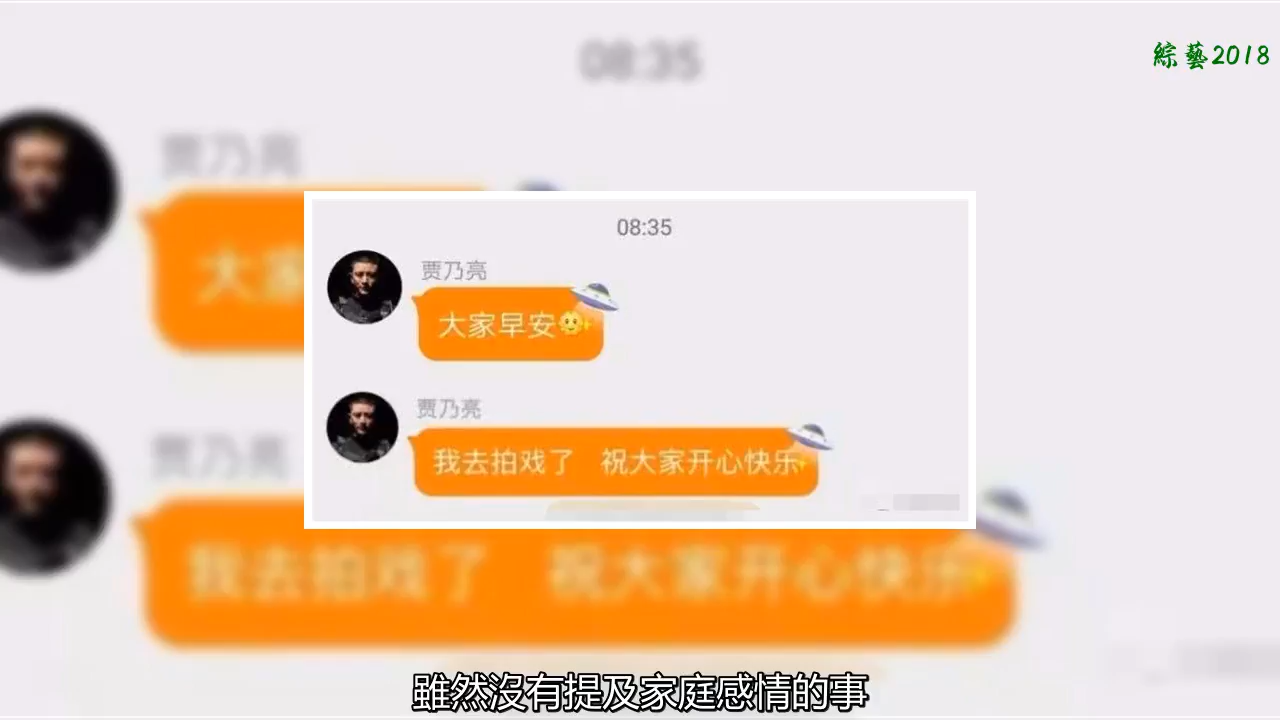 綜藝2018
08:35
贾乃亮
大家早安
贾乃亮
我去拍戏了 祝大家开心快乐
雖然沒有提及家庭感情的事